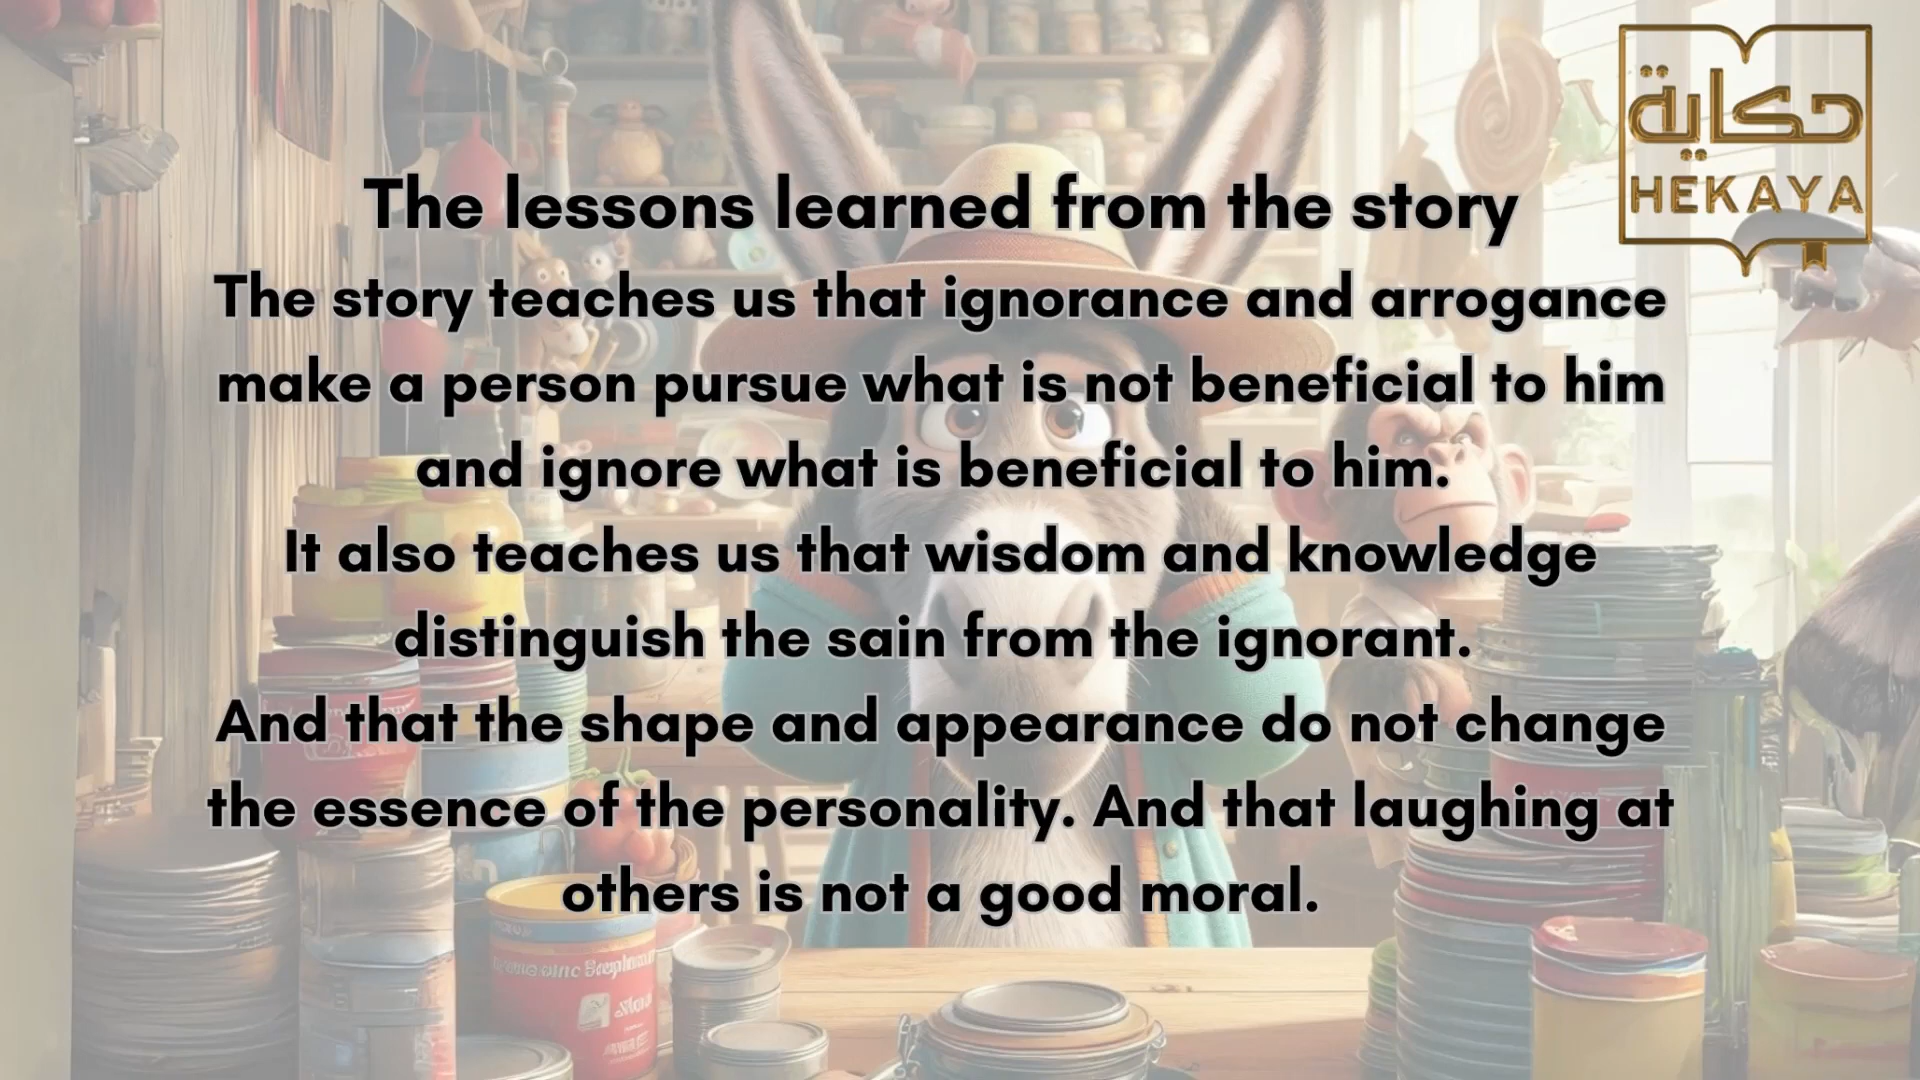 حكاية
HEKAYA
The lessons learned from the story
The story teaches us that ignorance and arrogance
make a person pursue what is not beneficial to him
and ignore what is beneficial to him.
It also teaches us that wisdom and knowledge
distinguish the sain from the ignorant.
And that the shape and appearance do not change
the essence of the personality. And that laughing at
others is not a good moral.